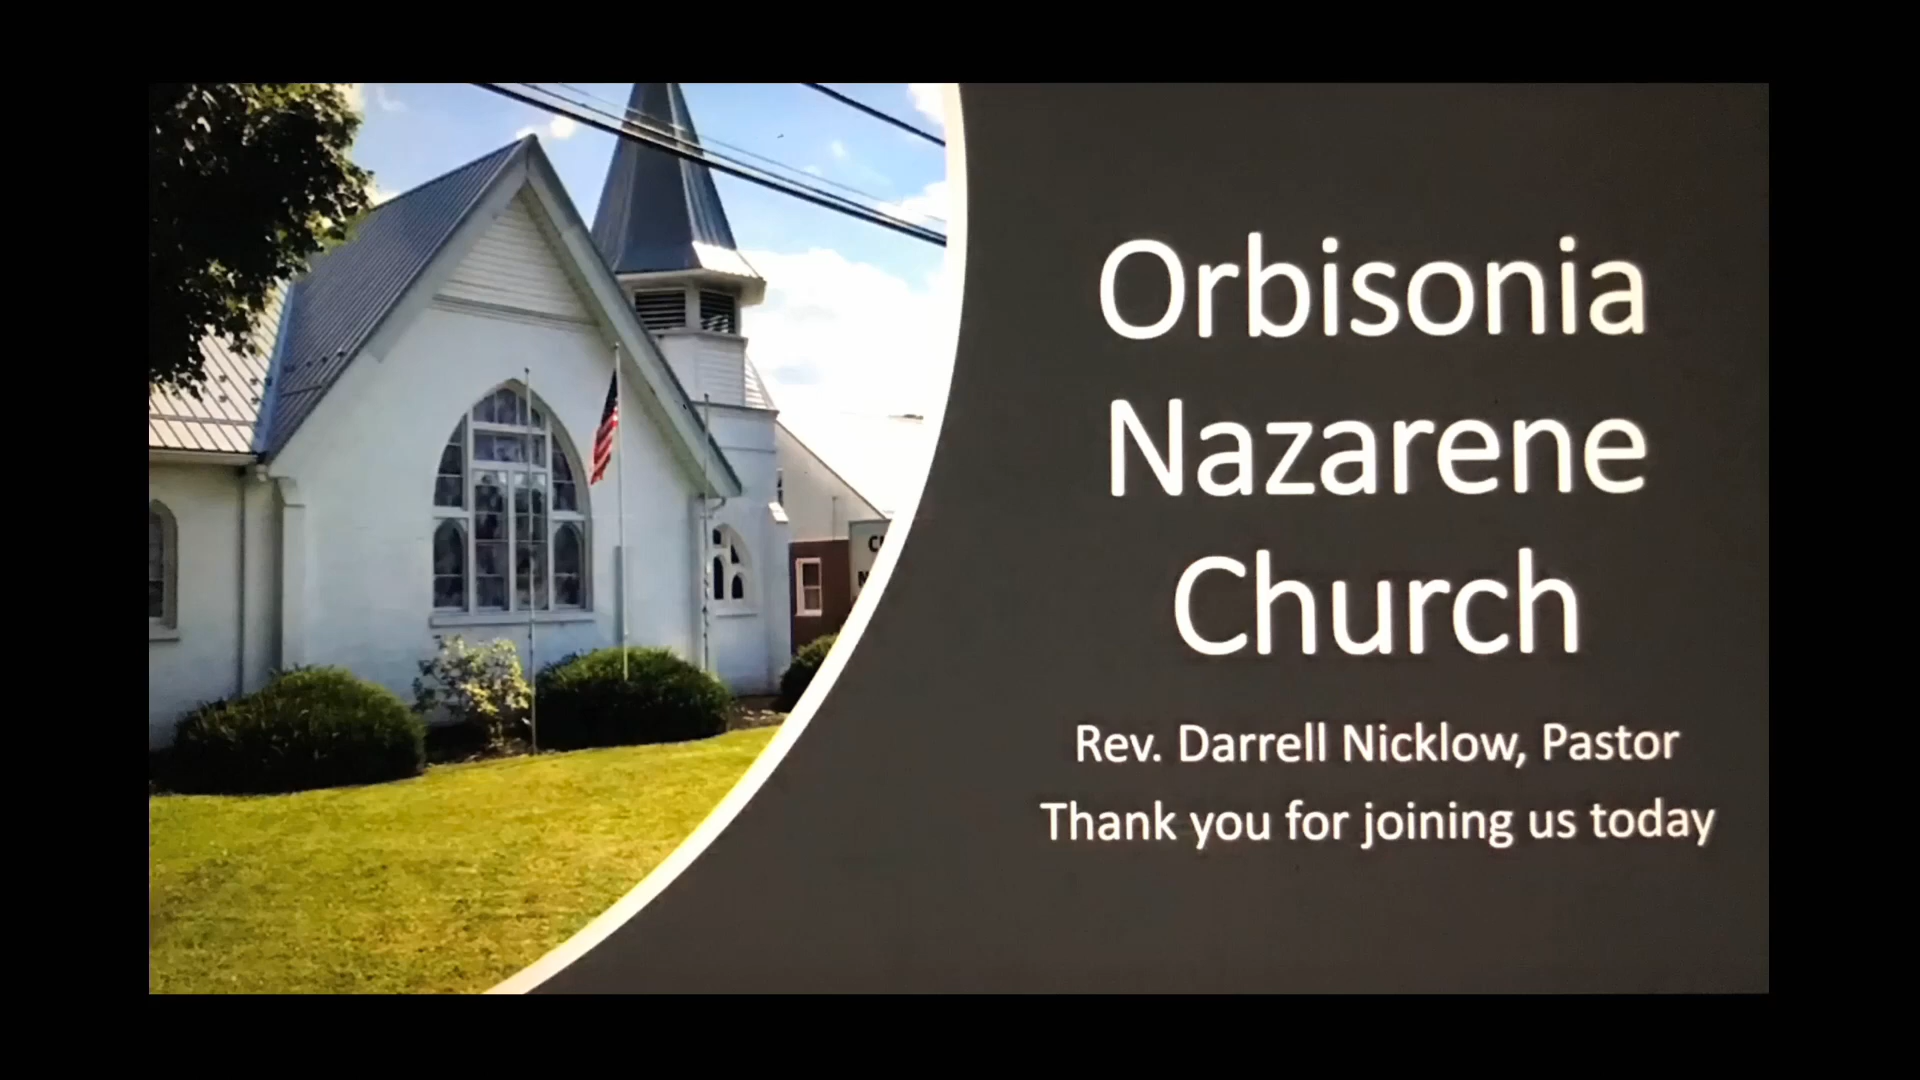 Orbisonia
Nazarene
Church
Rev. Darrell Nicklow, Pastor
Thank you for joining us today